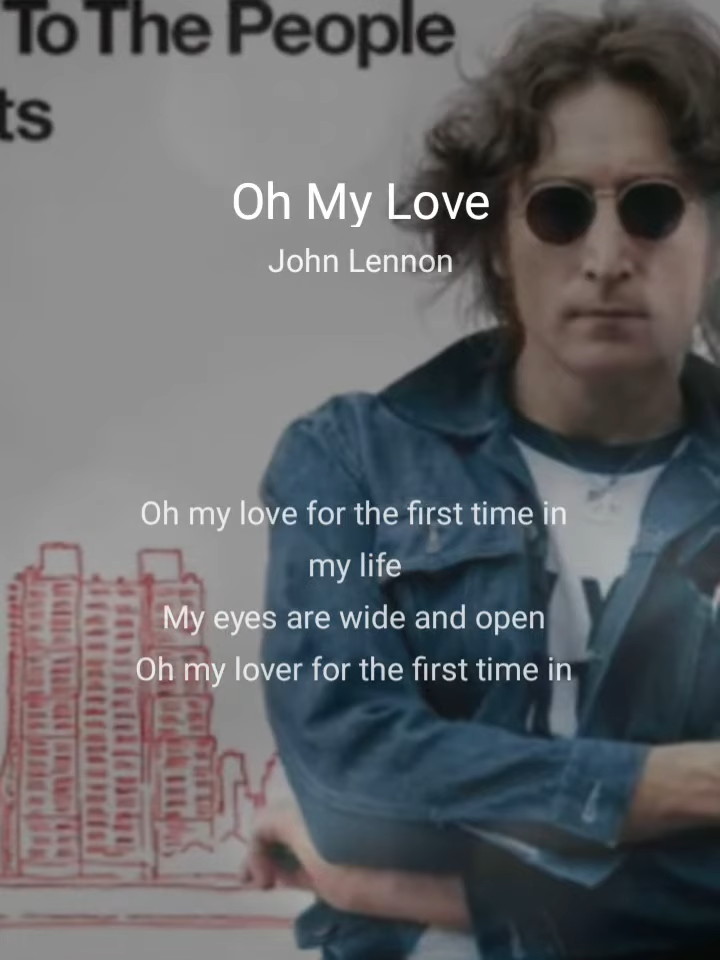 To The People
ts
Oh My Love
John Lennon
Oh my love for the first time in
my life
My eyes are wide and open
Oh my lover for the first time in